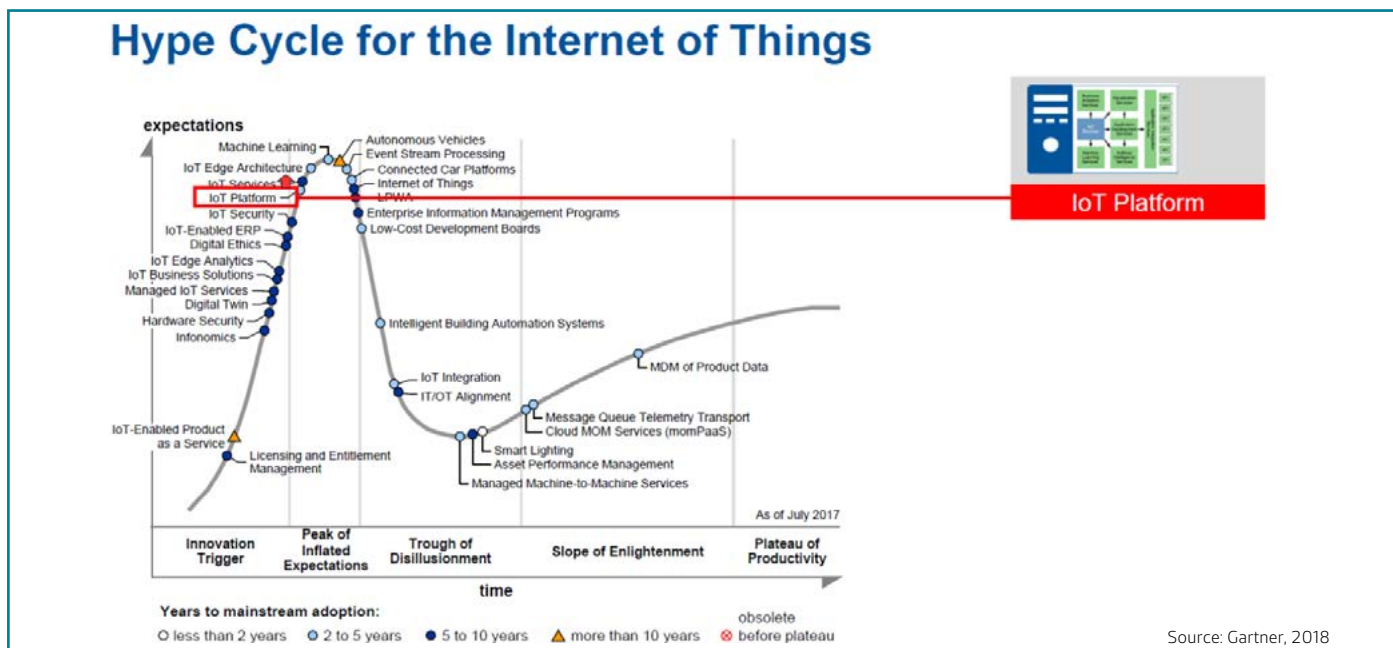 Hype Cycle for the Internet of Things
expectations
Machine Learning
IoT Edge Architecture
IoT Services
IoT Platform
IoT Security
IoT-Enabled ERP
Digital Ethics
IoT Edge Analytics
IoT Business Solutions
Managed IoT Services
Digital Twin
Hardware Security
Infonomics
IoT-Enabled Product
as a Service
Licensing and Entitlement
Management
Autonomous Vehicles
Event Stream Processing
Connected Car Platforms
Internet of Things
LPWA
Enterprise Information Management Programs
Low-Cost Development Boards
Intelligent Building Automation Systems
IoT Integration
IT/OT Alignment
MDM of Product Data
Message Queue Telemetry Transport
Cloud MOM Services (momPaaS)
Smart Lighting
Asset Performance Management
Managed Machine-to-Machine Services
IoT Platform
As of July 2017
Innovation
Trigger
Peak of
Inflated
Expectations
Trough of
Disillusionment
Slope of Enlightenment
Plateau of
Productivity
time
Years to mainstream adoption:
less than 2 years
2 to 5 years
5 to 10 years
more than 10 years
obsolete
before plateau
Source: Gartner, 2018